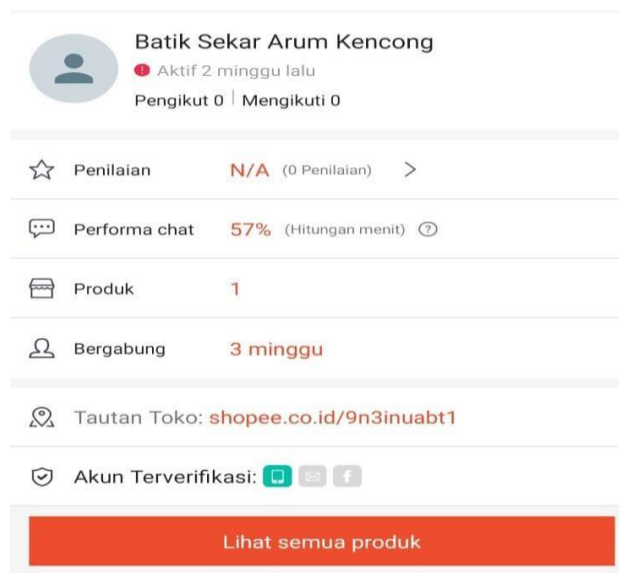 Batik Sekar Arum Kencong
Aktif 2 minggu lalu
Pengikut 0 | Mengikuti 0
Penilaian N/A (0 Penilaian) >
Performa chat 57% (Hitungan menit) ?
Produk 1
Bergabung 3 minggu
Tautan Toko: shopee.co.id/9n3inuabt1
Akun Terverifikasi: f
Lihat semua produk